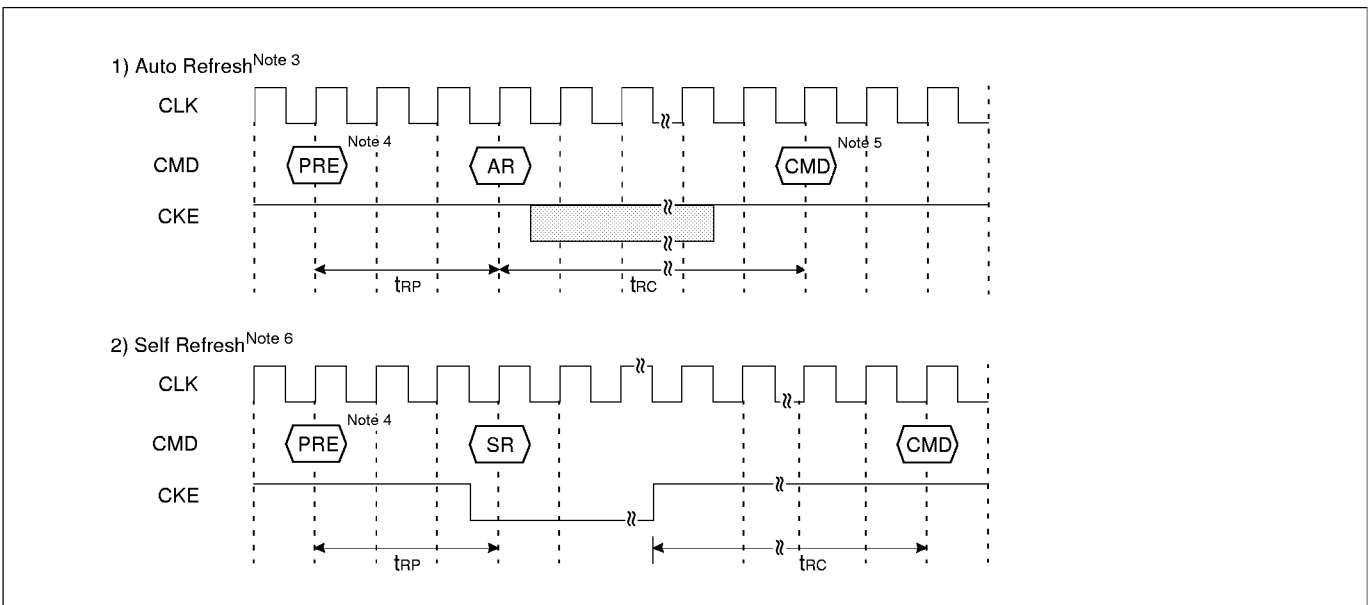 1) Auto Refresh Note 3
CLK
CMD PRE Note 4 AR CMD Note 5
CKE
tRP tRC
2) Self Refresh Note 6
CLK
CMD PRE Note 4 SR CMD
CKE
tRP tRC